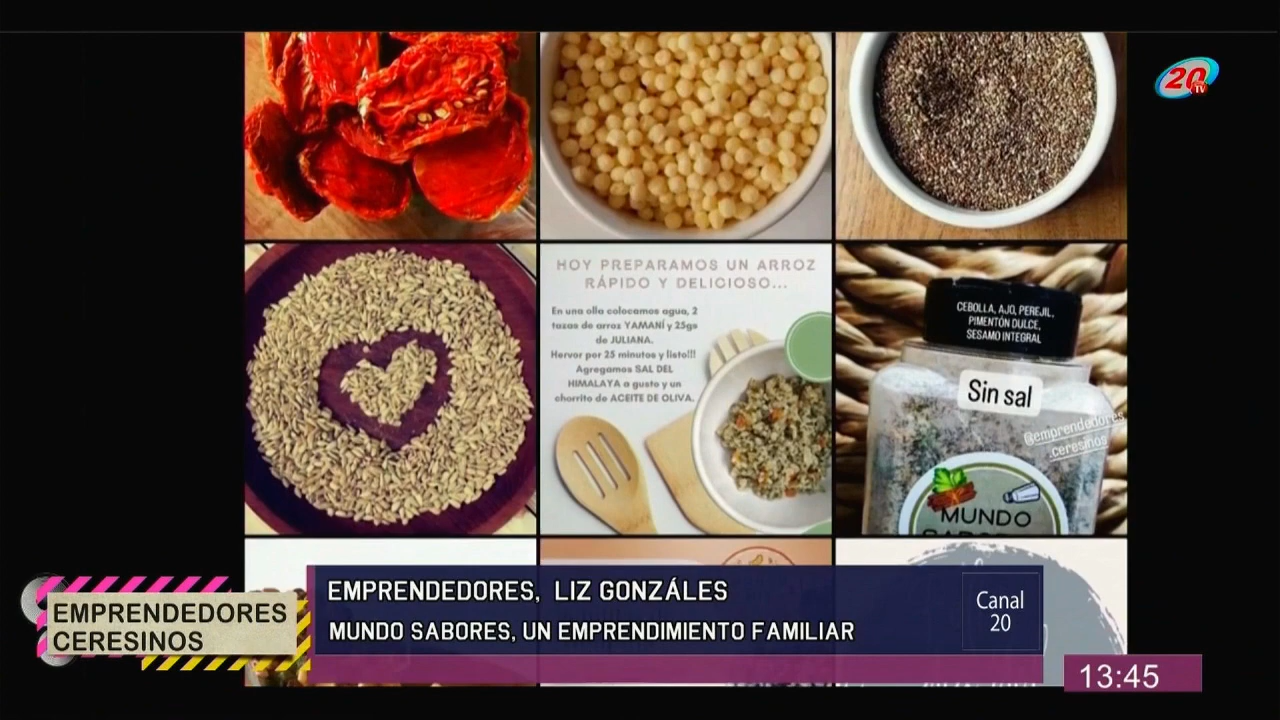 20
TV
HOY PREPARAMOS UN ARROZ
RÁPIDO Y DELICIOSO...
En una olla colocamos agua, 2
tazas de arroz YAMANÍ y 25gs
de JULIANA.
Hervor por 25 minutos y listo!!!
Agregamos SAL DEL
HIMALAYA a gusto y un
chorrito de ACEITE DE OLIVA.
CEBOLLA, AJO, PEREJIL,
PIMENTÓN DULCE,
SESAMO INTEGRAL
Sin sal
@emprendedores
.ceresinos
MUNDO
EMPRENDEDORES
CERESINOS
EMPRENDEDORES, LIZ GONZÁLES
MUNDO SABORES, UN EMPRENDIMIENTO FAMILIAR
Canal
20
13:45